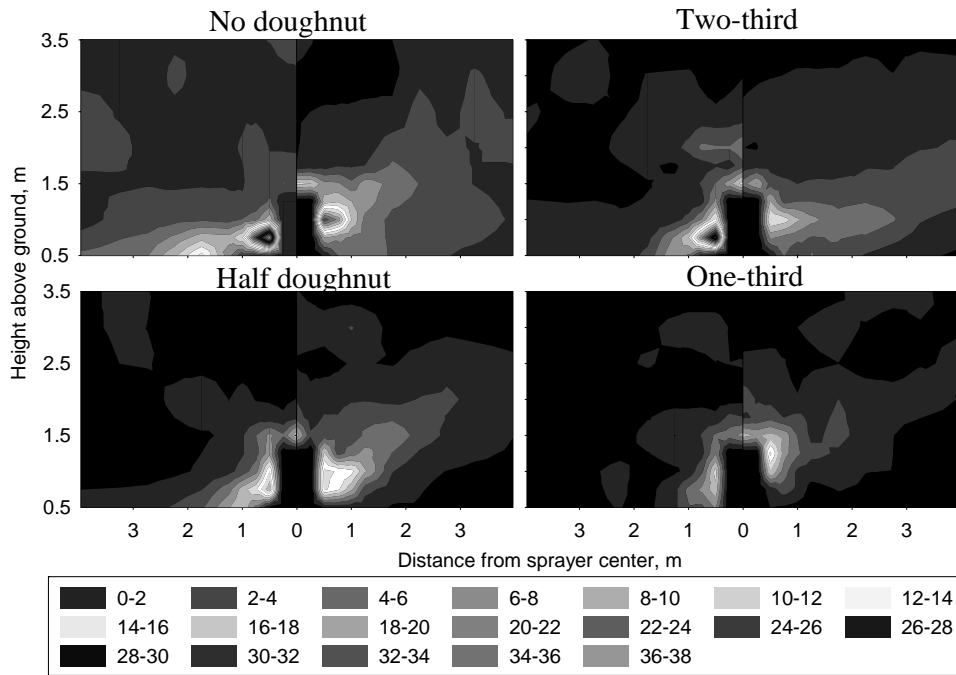 No doughnut Two-third
3.5
2.5
1.5
0.5
Half doughnut One-third
3.5
2.5
1.5
0.5
Height above ground, m
3 2 1 0 1 2 3 3 2 1 0 1 2 3
Distance from sprayer center, m
0-2 2-4 4-6 6-8 8-10 10-12 12-14
14-16 16-18 18-20 20-22 22-24 24-26 26-28
28-30 30-32 32-34 34-36 36-38